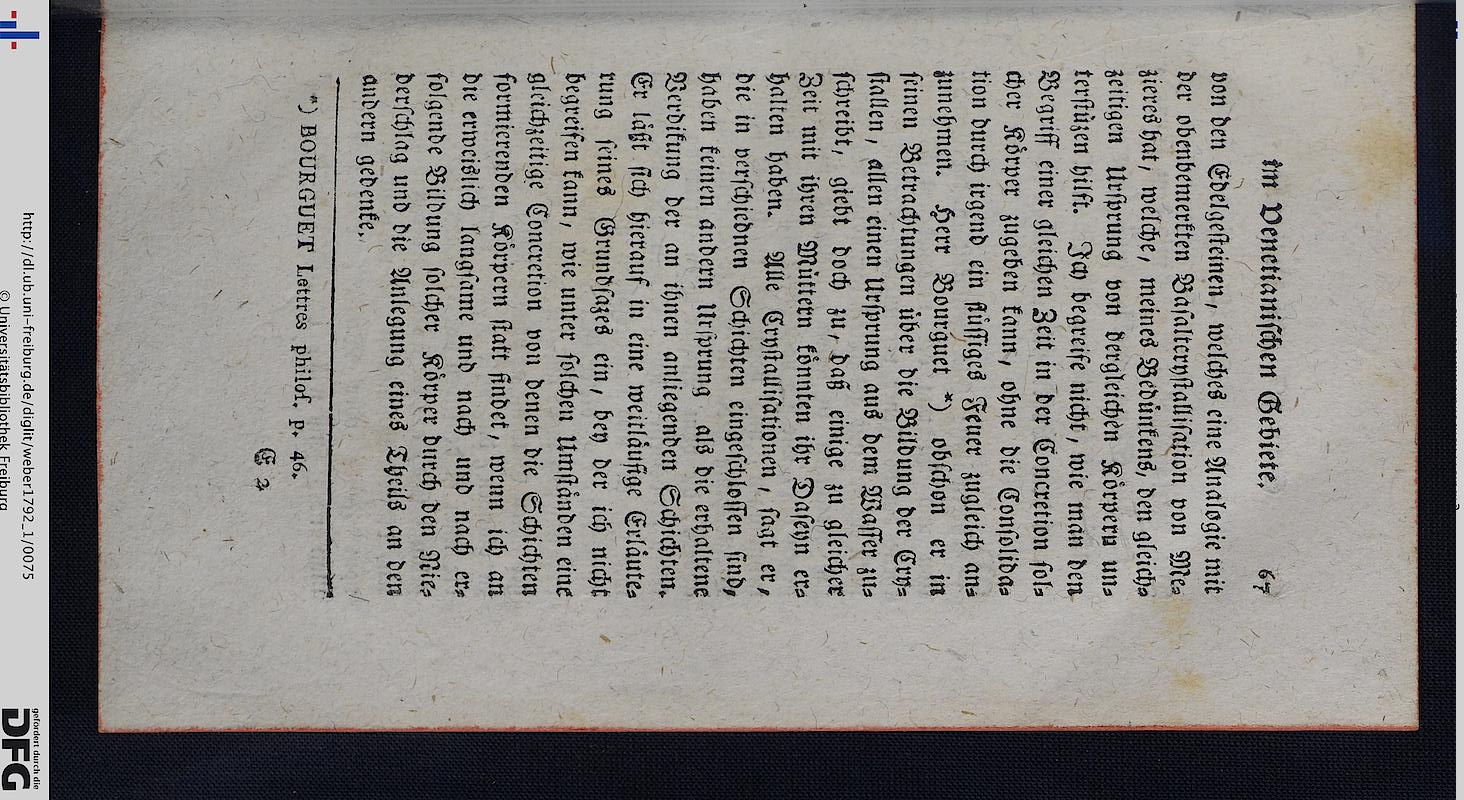 im Venetianischen Gebiete. 67
von den Edelgesteinen, welches eine Analogie mit
der obenbemerkten Basaltcrystallisation von Me-
zieres hat, welche, meines Bedünkens, den gleich-
zeitigen Ursprung von dergleichen Körpern un-
terstüzen hilft. Ich begreife nicht, wie man den
Begriff einer gleichen Zeit in der Concretion sol-
cher Körper zugeben kann, ohne die Consolida-
tion durch irgend ein flüssiges Feuer zugleich an-
zunehmen. Herr Bourguet *) obschon er in
seinen Betrachtungen über die Bildung der Cry-
stallen, allen einen Ursprung aus dem Wasser zu-
schreibt, giebt doch zu, daß einige zu gleicher
Zeit mit ihren Müttern könnten ihr Daseyn er-
halten haben. Alle Crystallisationen, sagt er,
die in verschiednen Schichten eingeschlossen sind,
haben keinen andern Ursprung als die erhaltene
Verdikung der an ihnen anliegenden Schichten.
Er läßt sich hierauf in eine weitläufige Erläute-
rung seines Grundsazes ein, bey der ich nicht
begreifen kann, wie unter solchen Umständen eine
gleichzeitige Concretion von denen die Schichten
formierenden Körpern statt findet, wenn ich an
die erweislich langsame und nach und nach er-
folgende Bildung solcher Körper durch den Nie-
derschlag und die Anlegung eines Theils an den
andern gedenke.
*) BOURGUET Lettres philos. p. 46.
E 2
http://dl.ub.uni-freiburg.de/diglit/weber1792_1/0075
© Universitätsbibliothek Freiburg
gefördert durch die
DFG